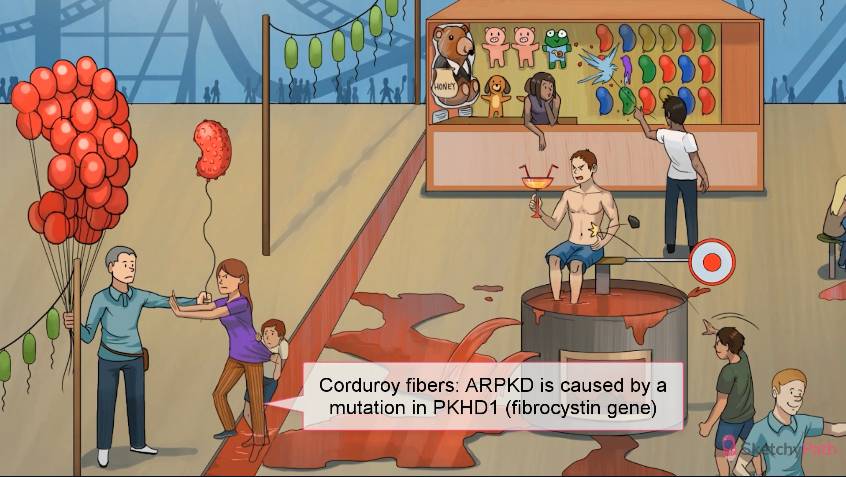 HONEY
Corduroy fibers: ARPKD is caused by a
mutation in PKHD1 (fibrocystin gene)
SketchyPath